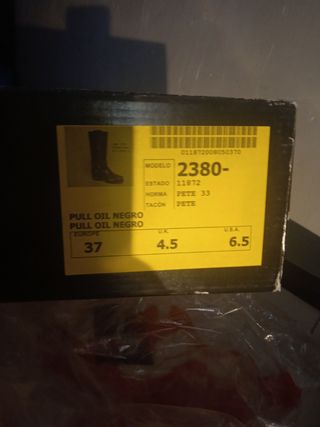 011872008050370
MODELO 2380-
ESTADO 11872
HORMA PETE 33
TACÓN PETE
PULL OIL NEGRO
PULL OIL NEGRO
EUROPE U.K. U.S.A.
37 4.5 6.5